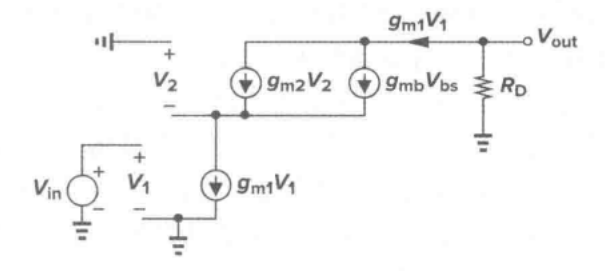 g_m1V_1
V_out
+
V_2
g_m2V_2
g_mbV_bs
R_D
−
+
V_in
+
−
V_1
g_m1V_1
−